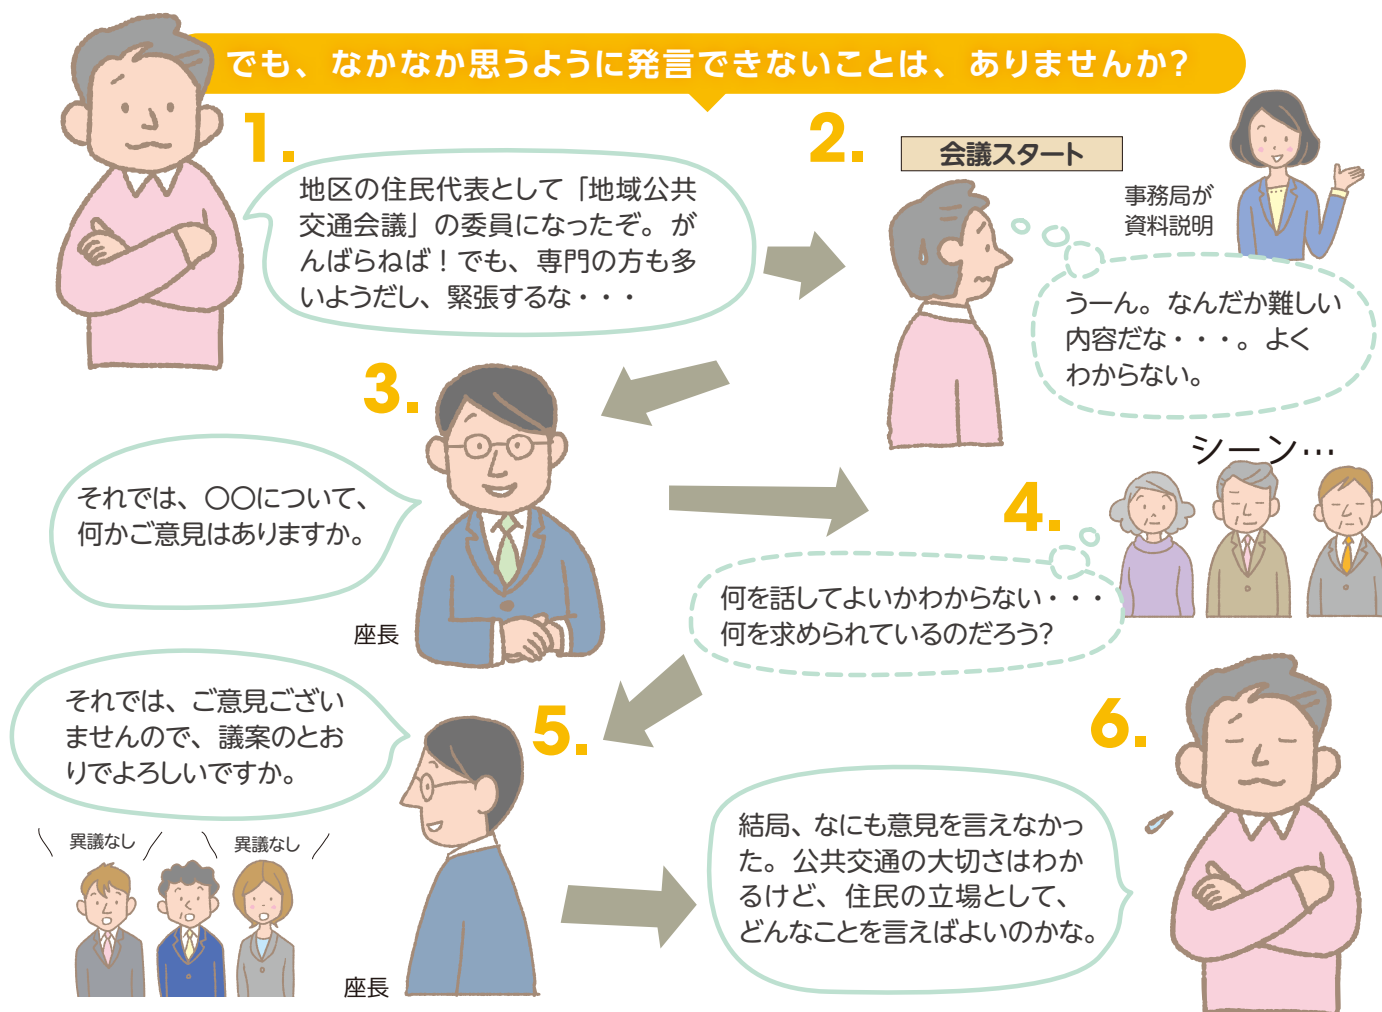 でも、なかなか思うように発言できないことは、ありませんか?
1.
地区の住民代表として「地域公共
交通会議」の委員になったぞ。が
んばらねば!でも、専門の方も多
いようだし、緊張するな・・・
2.
会議スタート
事務局が
資料説明
うーん。なんだか難しい
内容だな・・・。よく
わからない。
3.
それでは、〇〇について、
何かご意見はありますか。
座長
4.
シーン…
何を話してよいかわからない・・・
何を求められているのだろう?
5.
それでは、ご意見ござい
ませんので、議案のとお
りでよろしいですか。
異議なし
異議なし
座長
6.
結局、なにも意見を言えなかっ
た。公共交通の大切さはわか
るけど、住民の立場として、
どんなことを言えばよいのかな。